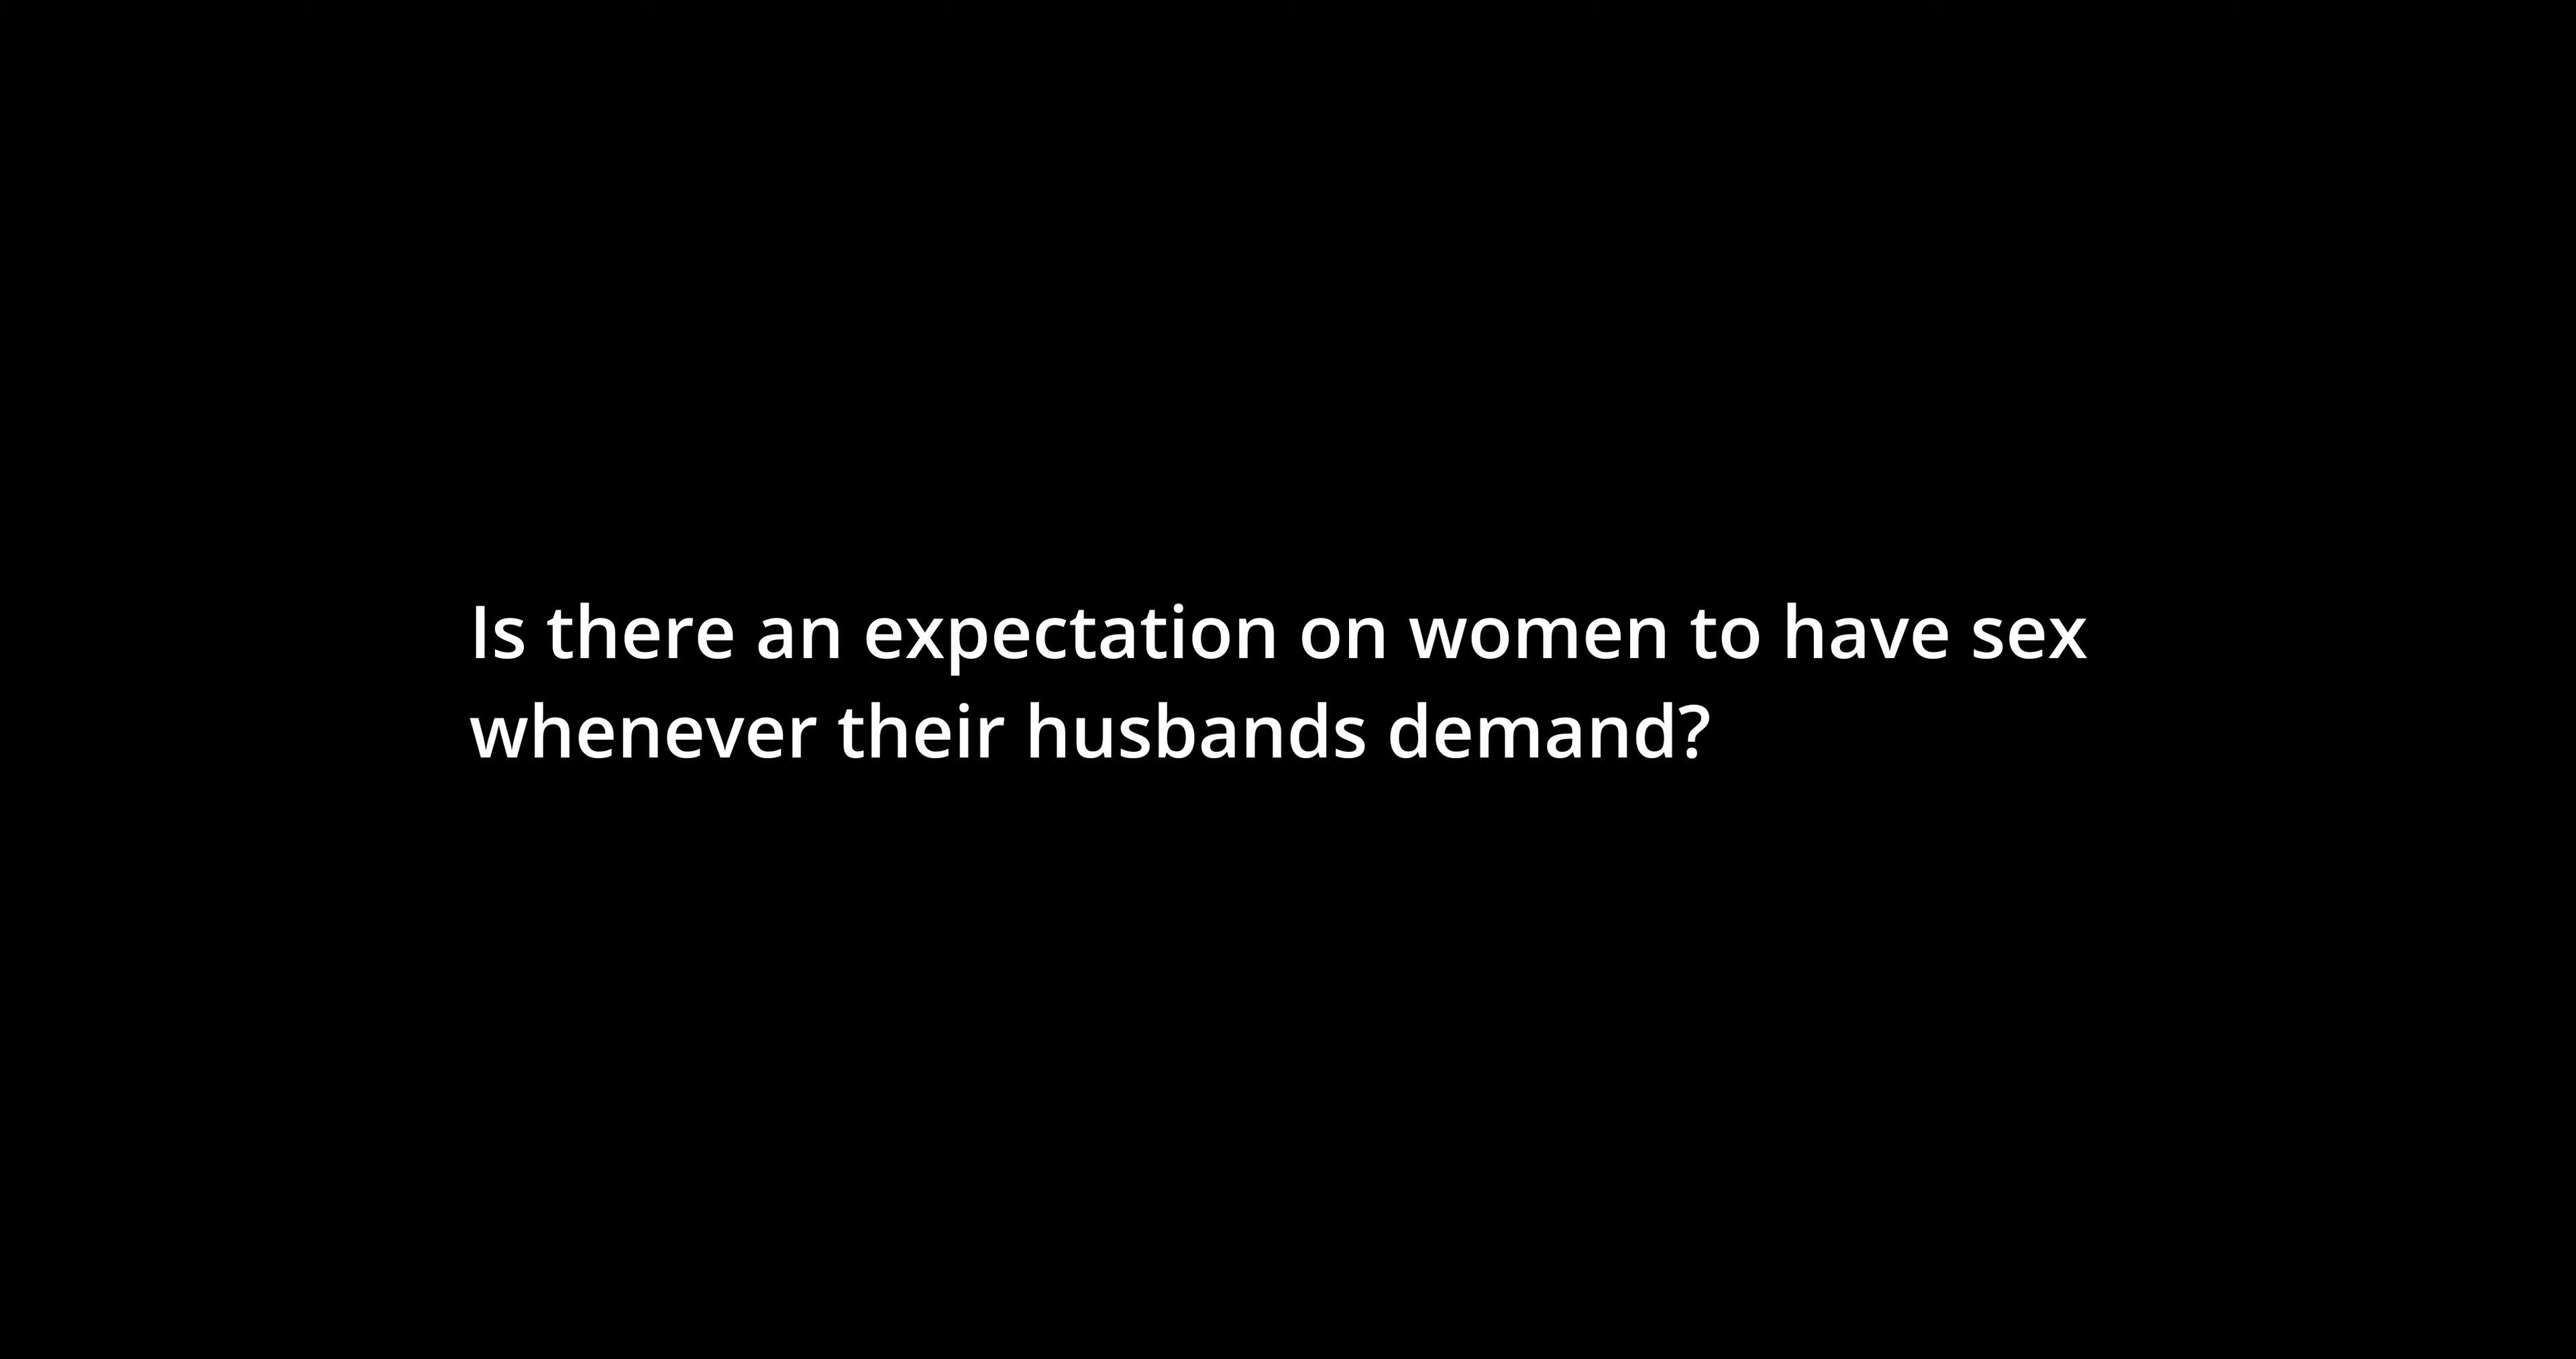 Is there an expectation on women to have sex
whenever their husbands demand?